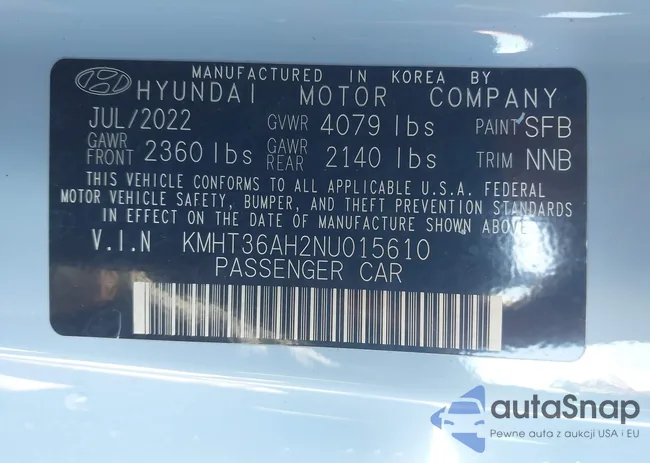 MANUFACTURED IN KOREA BY
HYUNDAI MOTOR COMPANY
JUL/2022 GVWR 4079 lbs PAINT SFB
GAWR FRONT 2360 lbs GAWR REAR 2140 lbs TRIM NNB
THIS VEHICLE CONFORMS TO ALL APPLICABLE U.S.A. FEDERAL
MOTOR VEHICLE SAFETY, BUMPER, AND THEFT PREVENTION STANDARDS
IN EFFECT ON THE DATE OF MANUFACTURE SHOWN ABOVE
V.I.N KMHT36AH2NU015610
PASSENGER CAR
autaSnap
Pewne auta z aukcji USA i EU